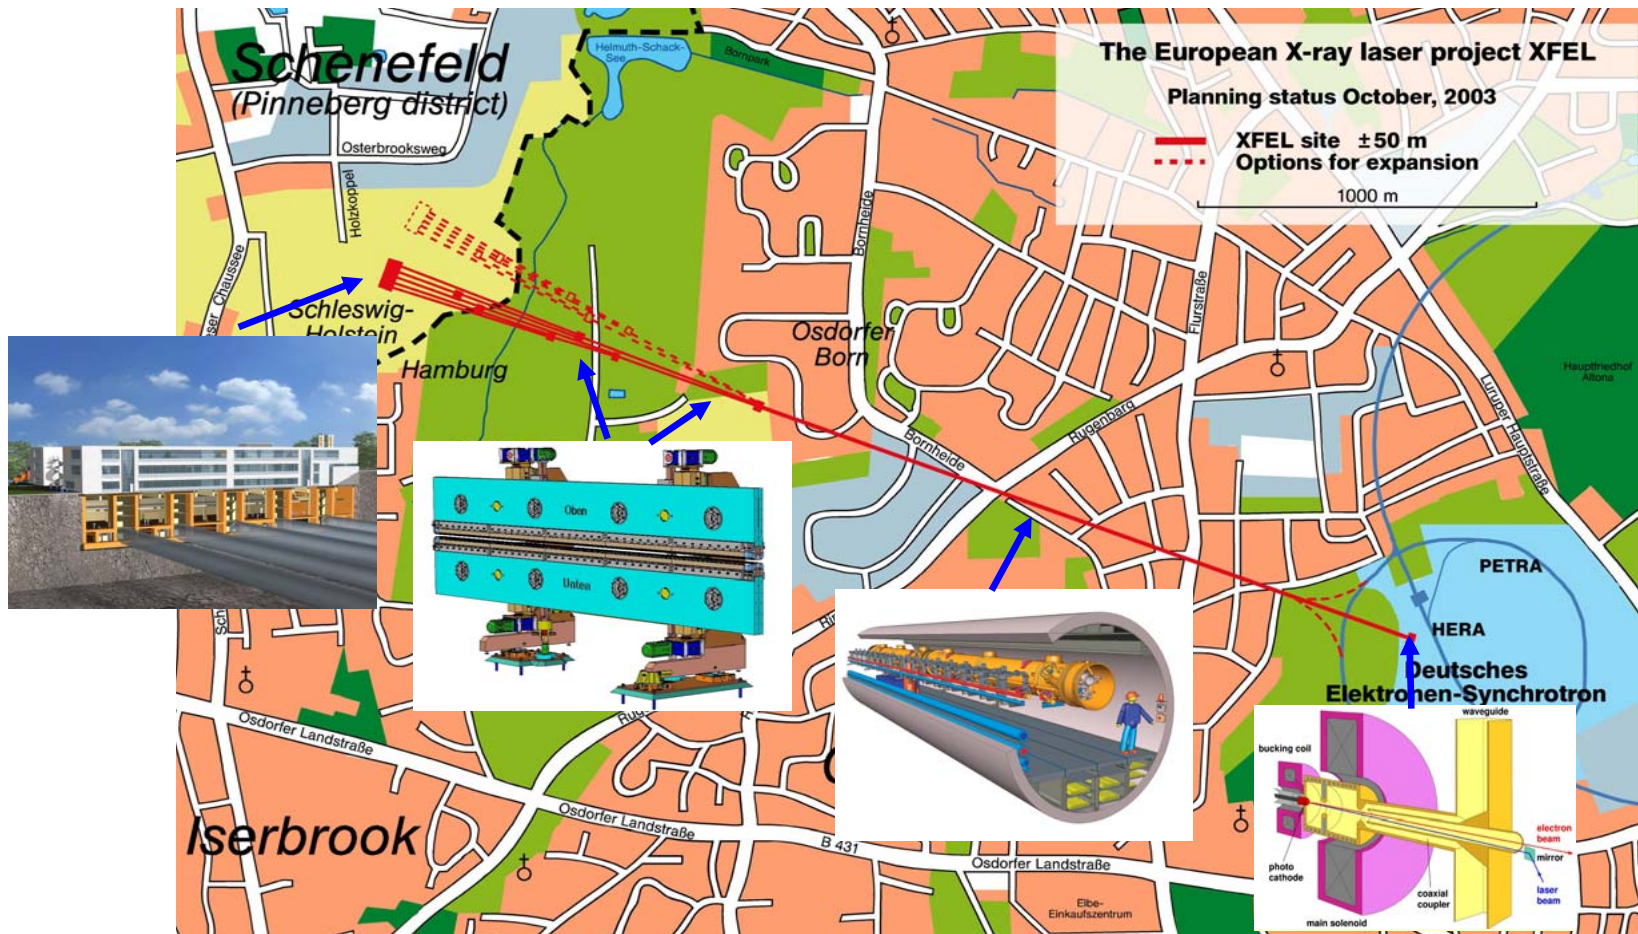 Schenefeld
(Pinneberg district)
Helmuth-Schack-
See
Bornpark
The European X-ray laser project XFEL
Planning status October, 2003
XFEL site ±50 m
Options for expansion
1000 m
Osterbrooksweg
Holzkoppel
Chaussee
Schleswig-
Holstein
Hamburg
Bornheide
Osdorfer
Born
Flurstraße
Hauptfriedhof
Altona
Luruper Hauptstraße
Rugenbarg
Bornheide
Oben
Unten
PETRA
HERA
Deutsches
Elektronen-Synchrotron
waveguide
bucking coil
electron
beam
mirror
laser
beam
photo
cathode
coaxial
coupler
main solenoid
Osdorfer Landstraße
Osdorfer Landstraße
B 431
Osdorfer Landstraße
Iserbrook
Elbe-
Einkaufszentrum